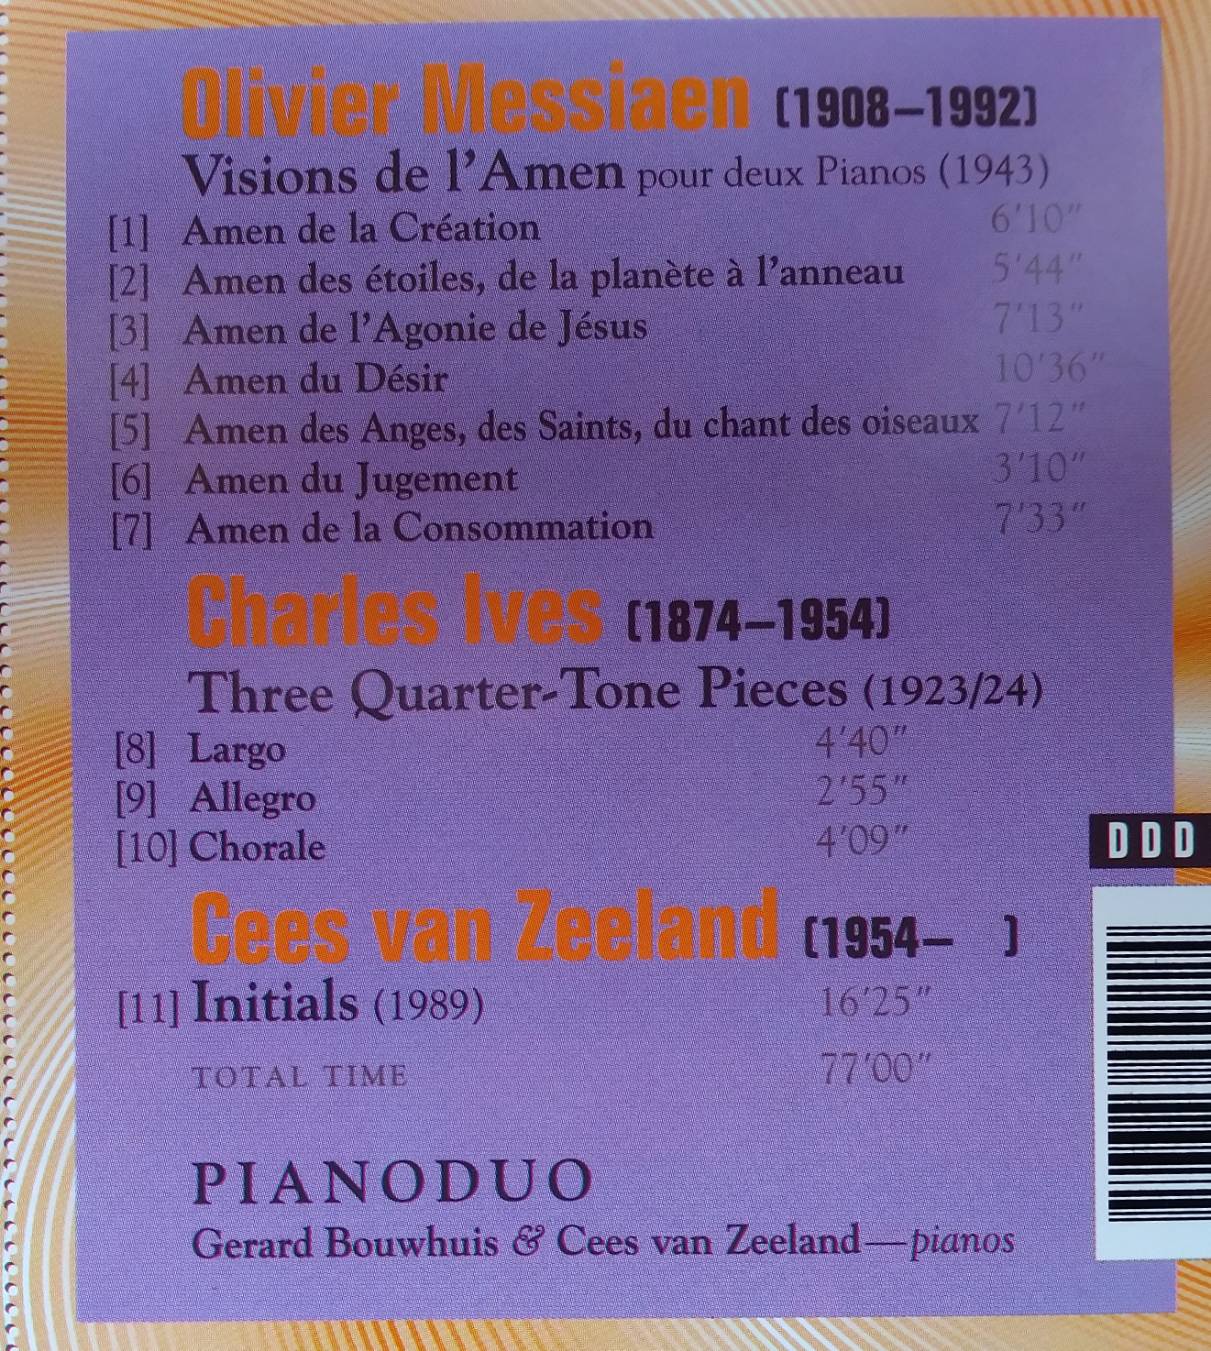 Olivier Messiaen (1908–1992)
Visions de l’Amen pour deux Pianos (1943)
[1] Amen de la Création 6’10”
[2] Amen des étoiles, de la planète à l’anneau 5’44”
[3] Amen de l’Agonie de Jésus 7’13”
[4] Amen du Désir 10’36”
[5] Amen des Anges, des Saints, du chant des oiseaux 7’12”
[6] Amen du Jugement 3’10”
[7] Amen de la Consommation 7’33”
Charles Ives (1874–1954)
Three Quarter-Tone Pieces (1923/24)
[8] Largo 4’40”
[9] Allegro 2’55”
[10] Chorale 4’09”
DDD
Cees van Zeeland (1954– )
[11] Initials (1989) 16’25”
TOTAL TIME 77’00”
PIANODUO
Gerard Bouwhuis & Cees van Zeeland—pianos